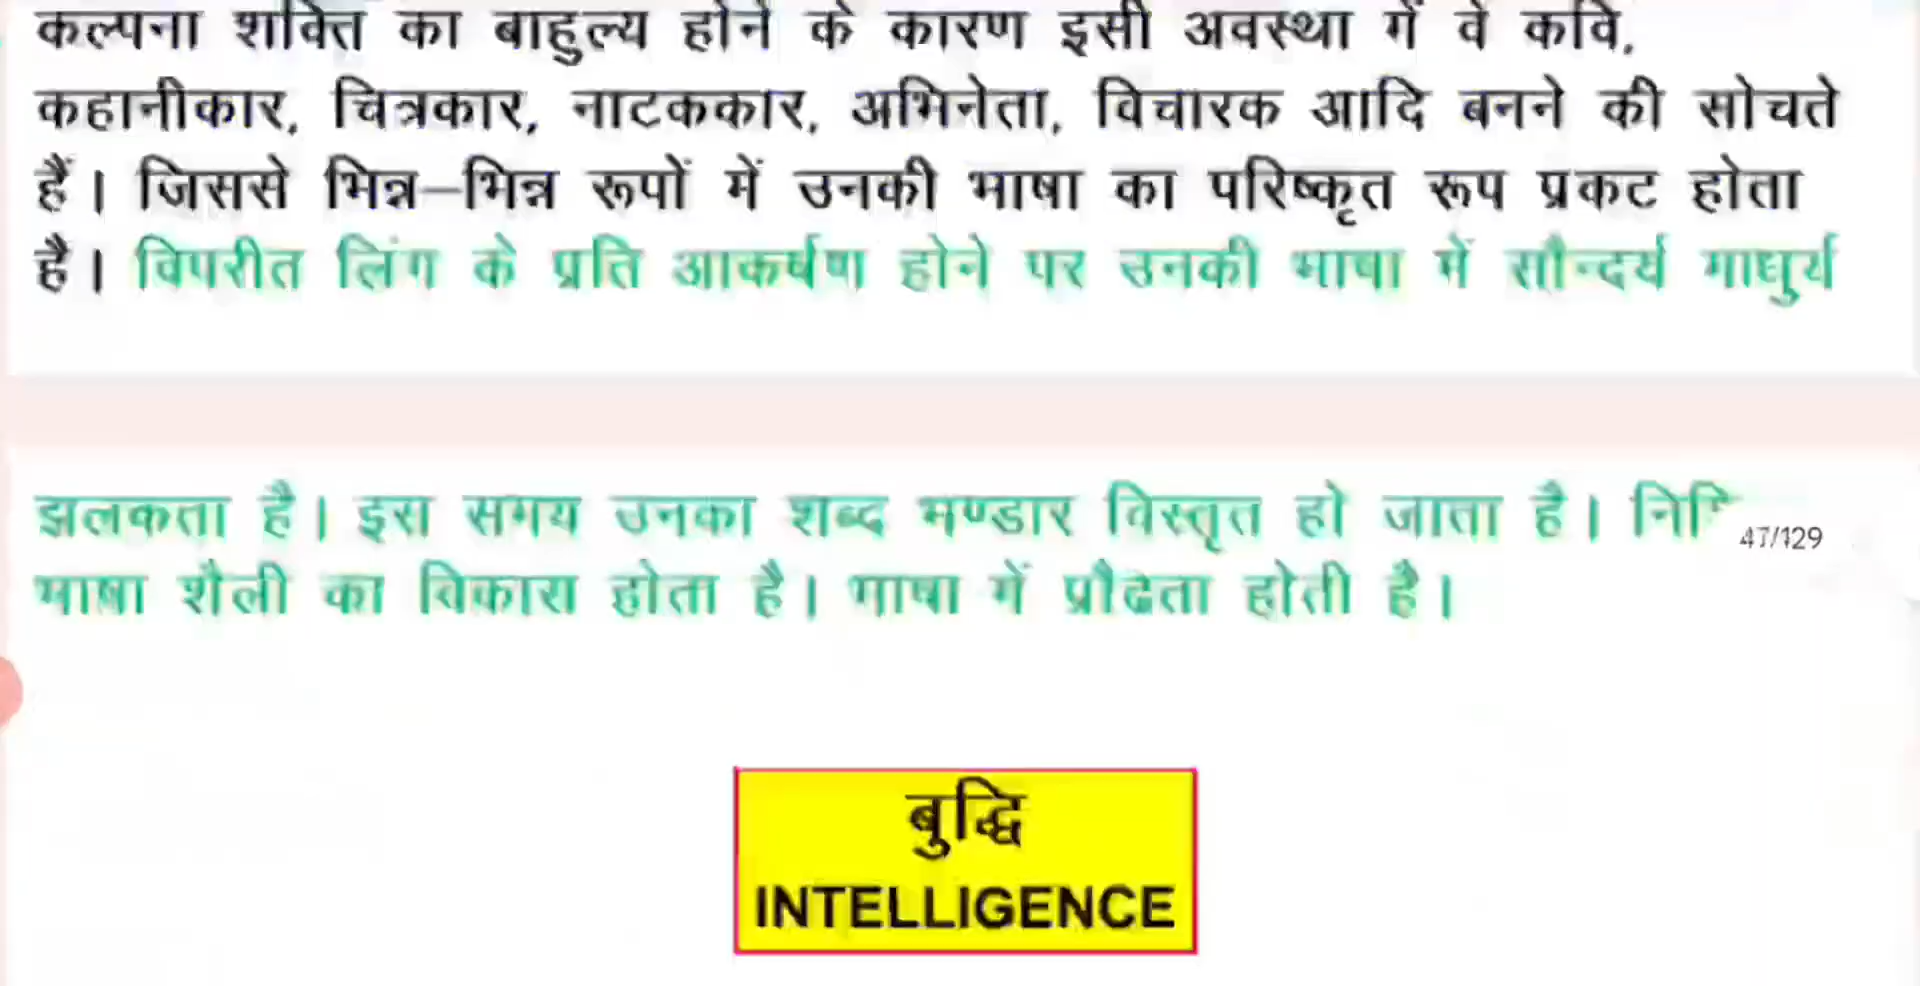 कल्पना शक्ति का बाहुल्य होने के कारण इसी अवस्था में वे कवि,
कहानीकार, चित्रकार, नाटककार, अभिनेता, विचारक आदि बनने की सोचते
हैं। जिससे भिन्न–भिन्न रूपों में उनकी भाषा का परिष्कृत रूप प्रकट होता
है। विपरीत लिंग के प्रति आकर्षण होने पर उनकी भाषा में सौन्दर्य माधुर्य
झलकता है। इस समय उनका शब्द भण्डार विस्तृत हो जाता है।
47/129
भाषा शैली का विकास होता है। भाषा में प्रौढता होती है।
बुद्धि
INTELLIGENCE